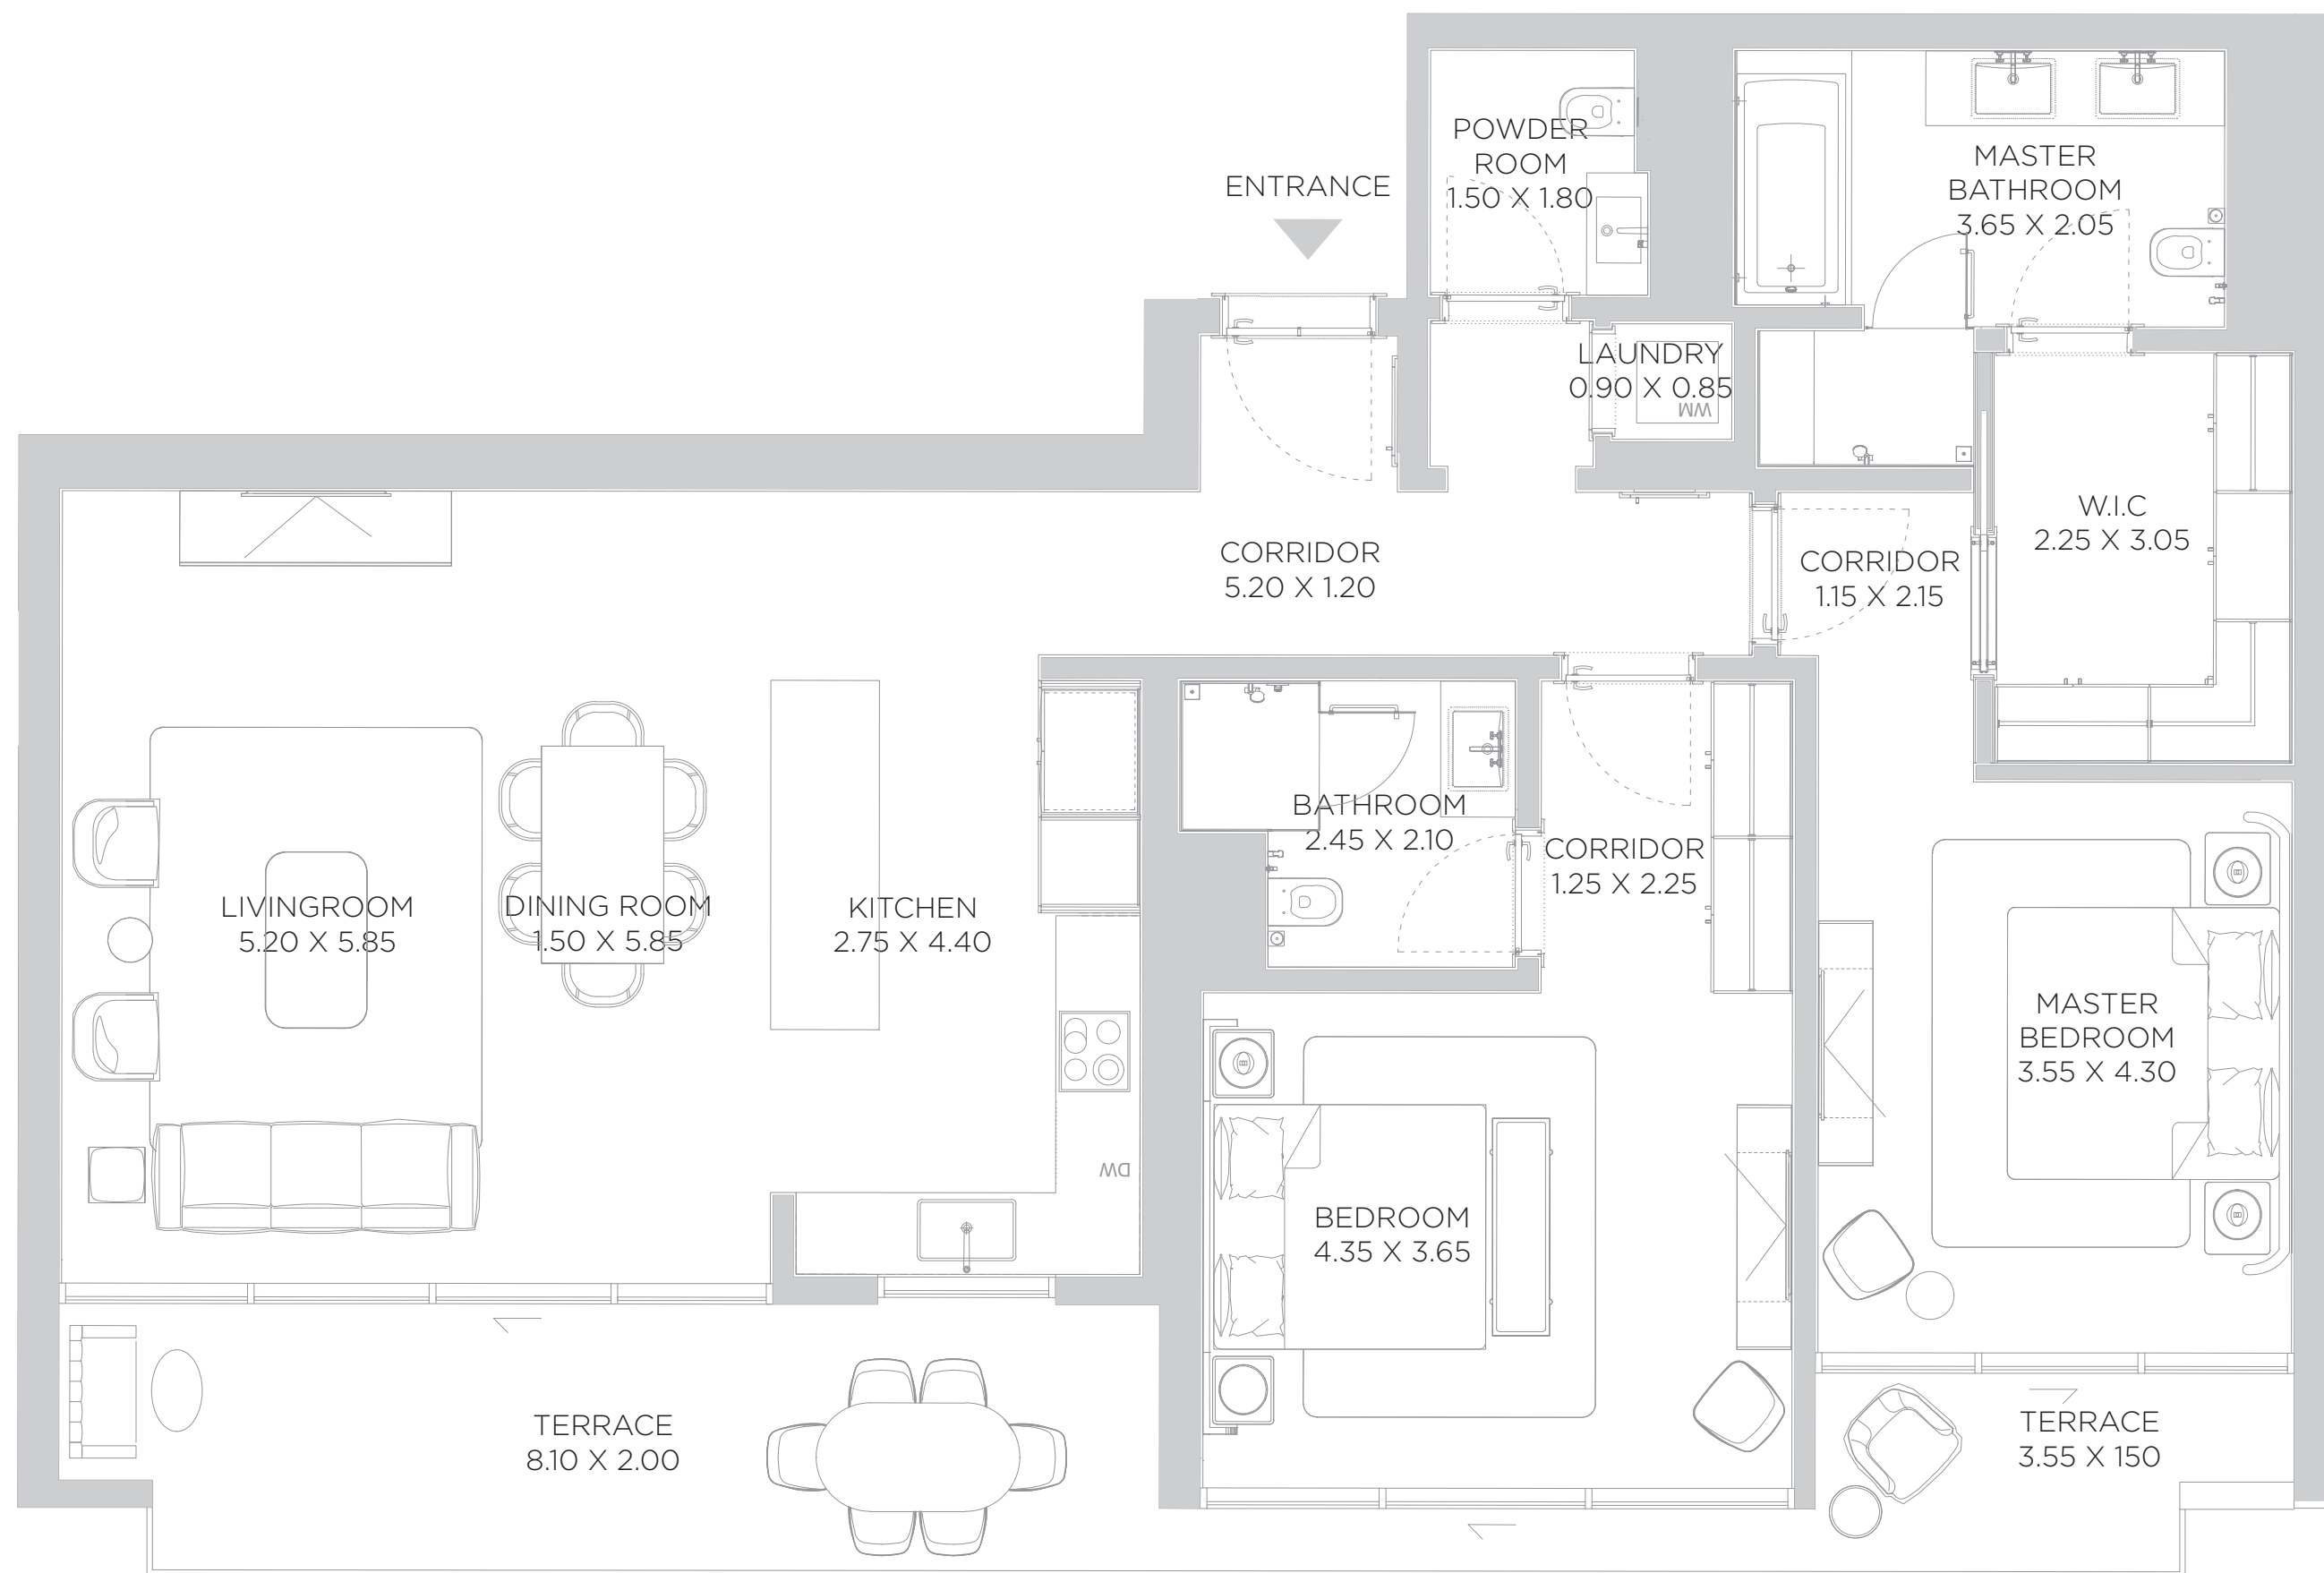 POWDER
ROOM
1.50 X 1.80
MASTER
BATHROOM
3.65 X 2.05
ENTRANCE
LAUNDRY
0.90 X 0.85
WM
W.I.C
2.25 X 3.05
CORRIDOR
5.20 X 1.20
CORRIDOR
1.15 X 2.15
BATHROOM
2.45 X 2.10
CORRIDOR
1.25 X 2.25
LIVINGROOM
5.20 X 5.85
DINING ROOM
1.50 X 5.85
KITCHEN
2.75 X 4.40
MASTER
BEDROOM
3.55 X 4.30
DW
BEDROOM
4.35 X 3.65
TERRACE
8.10 X 2.00
TERRACE
3.55 X 150